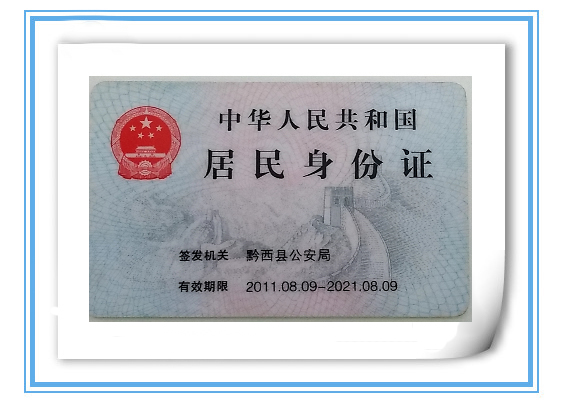 中华人民共和国
居民身份证
签发机关 黔西县公安局
有效期限 2011.08.09-2021.08.09